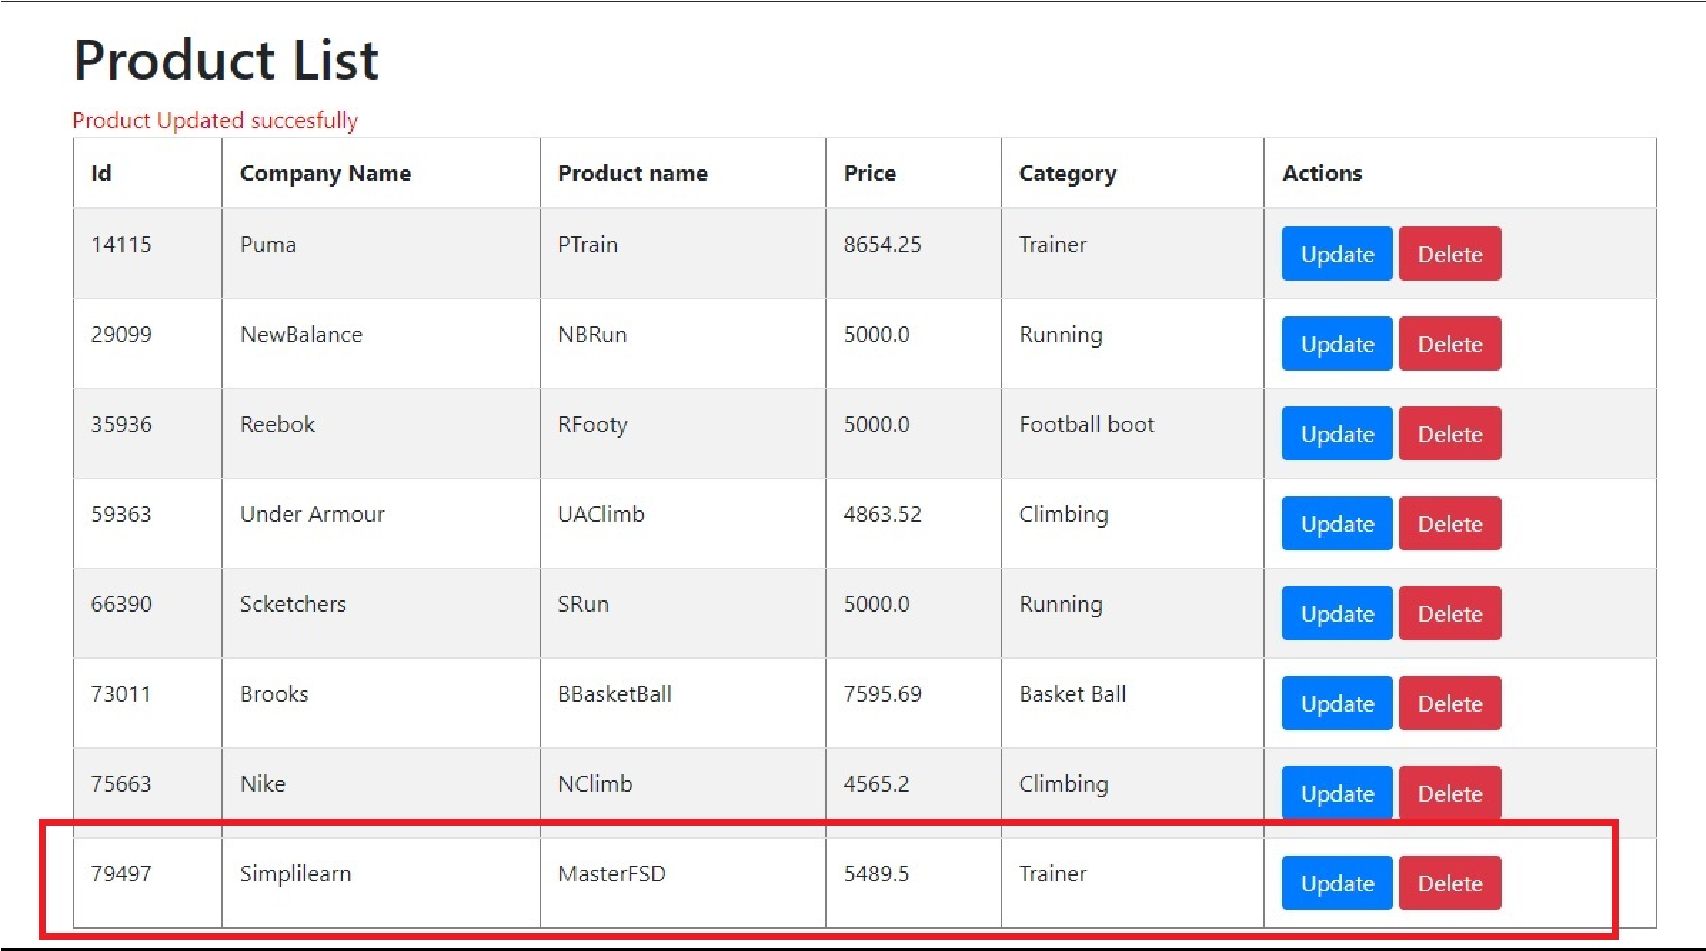 Product List
Product Updated succesfully
Id Company Name Product name Price Category Actions
14115 Puma PTrain 8654.25 Trainer Update Delete
29099 NewBalance NBRun 5000.0 Running Update Delete
35936 Reebok RFooty 5000.0 Football boot Update Delete
59363 Under Armour UAClimb 4863.52 Climbing Update Delete
66390 Scketchers SRun 5000.0 Running Update Delete
73011 Brooks BBasketBall 7595.69 Basket Ball Update Delete
75663 Nike NClimb 4565.2 Climbing Update Delete
79497 Simplilearn MasterFSD 5489.5 Trainer Update Delete